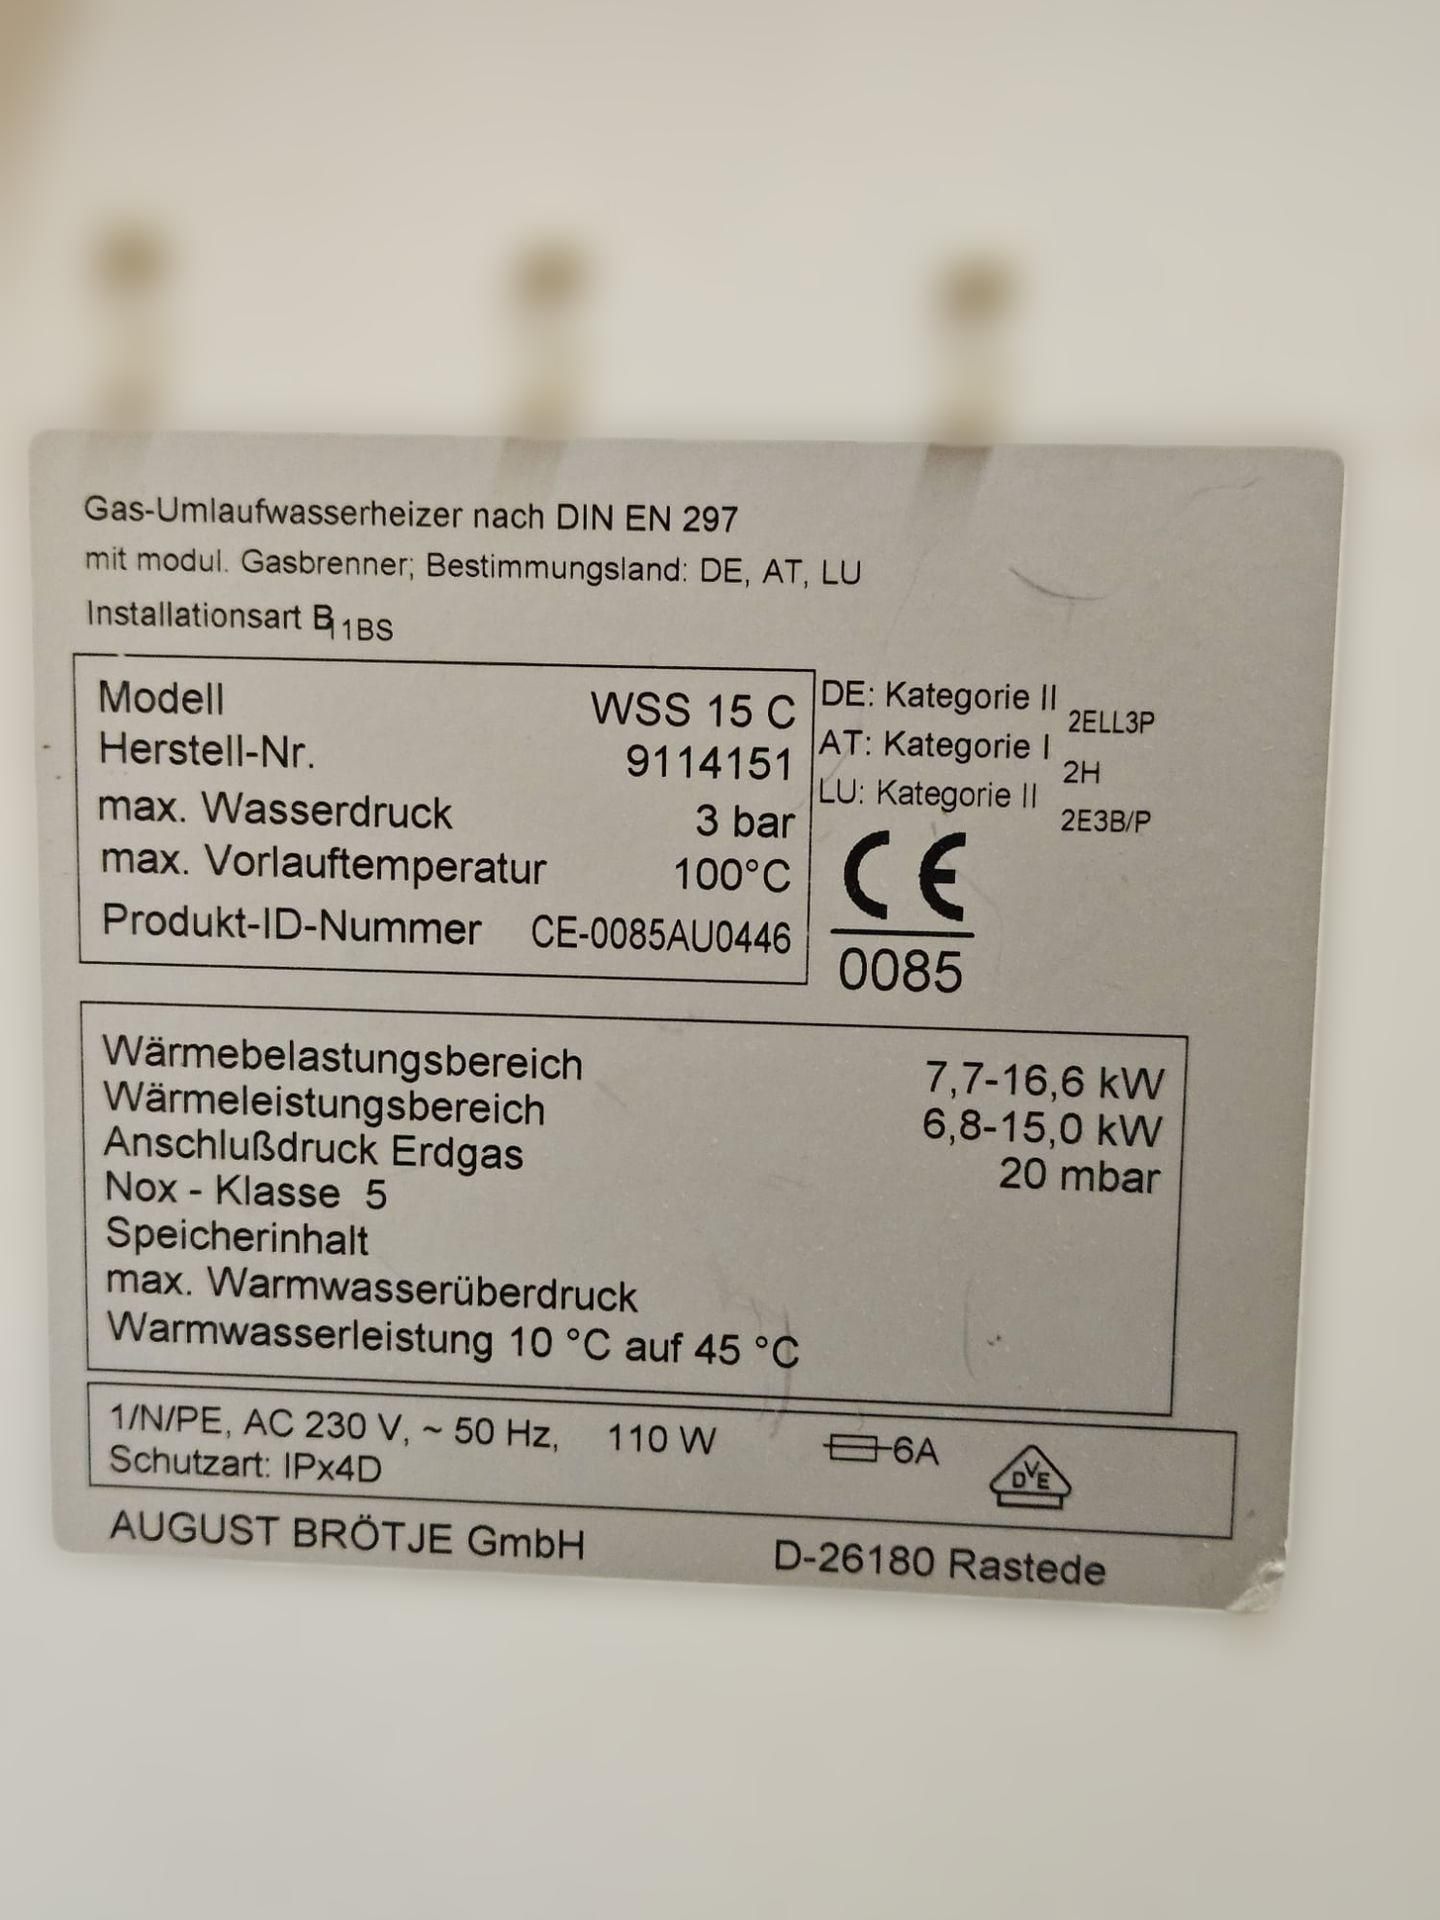 Gas-Umlaufwasserheizer nach DIN EN 297
mit modul. Gasbrenner; Bestimmungsland: DE, AT, LU
Installationsart B11BS
Modell WSS 15 C
Herstell-Nr. 9114151
max. Wasserdruck 3 bar
max. Vorlauftemperatur 100°C
Produkt-ID-Nummer CE-0085AU0446
DE: Kategorie II 2ELL3P
AT: Kategorie I 2H
LU: Kategorie II 2E3B/P
CE
0085
Wärmebelastungsbereich 7,7-16,6 kW
Wärmeleistungsbereich 6,8-15,0 kW
Anschlußdruck Erdgas 20 mbar
Nox - Klasse 5
Speicherinhalt
max. Warmwasserüberdruck
Warmwasserleistung 10 °C auf 45 °C
1/N/PE, AC 230 V, ~ 50 Hz, 110 W 6A DVE
Schutzart: IPx4D
AUGUST BRÖTJE GmbH D-26180 Rastede